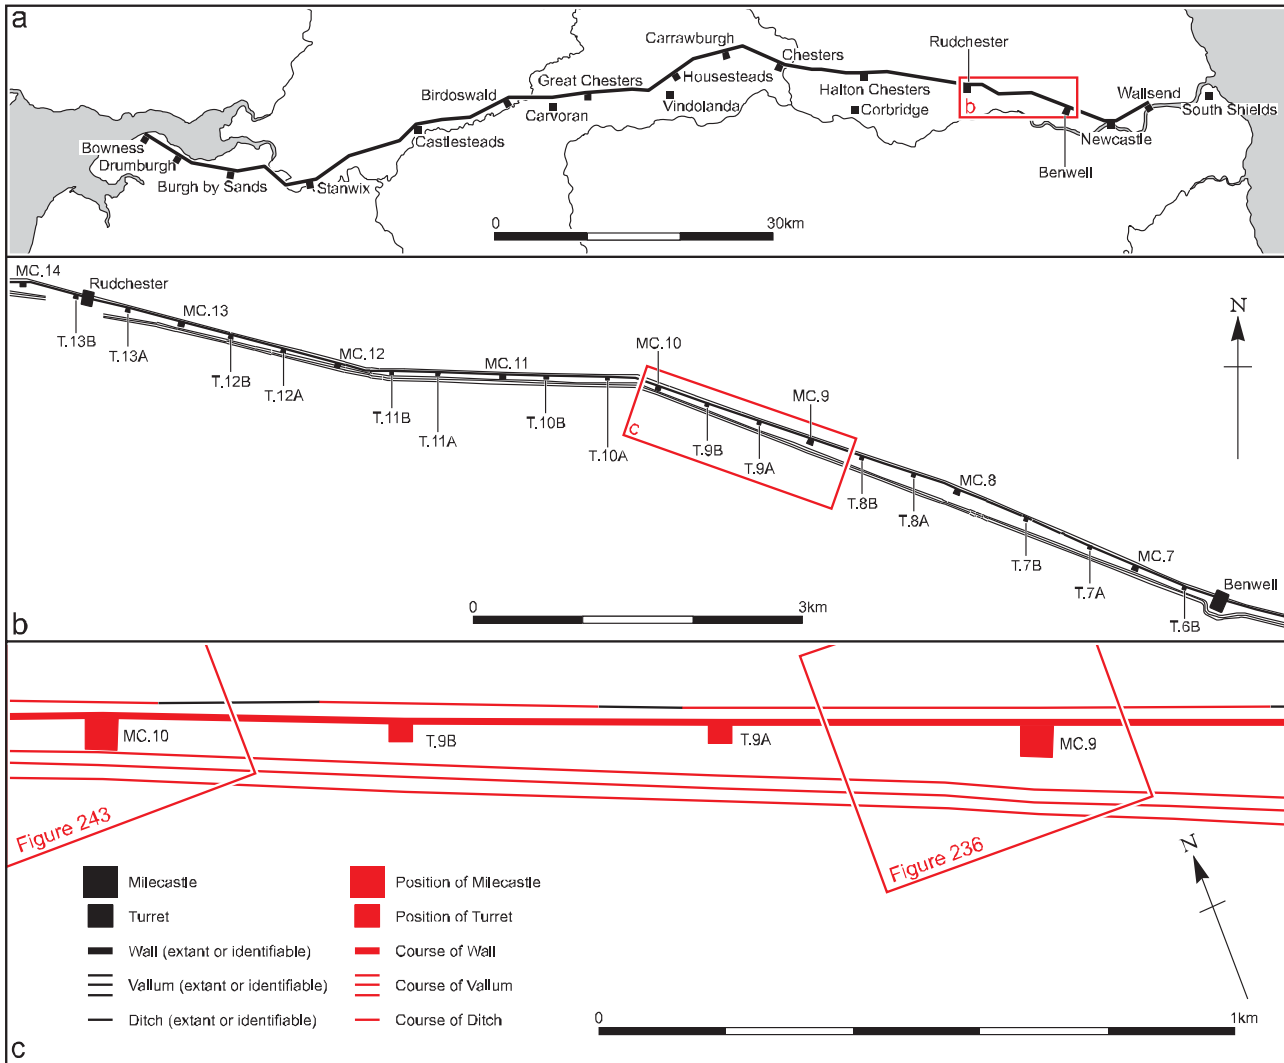 a
Carrawburgh
Chesters
Rudchester
Great Chesters
Housesteads
Halton Chesters
Wallsend
Birdoswald
Vindolanda
Corbridge
b
South Shields
Carvoran
Newcastle
Castlesteads
Bowness
Drumburgh
Benwell
Burgh by Sands
Stanwix
0
30km
MC.14
Rudchester
MC.13
N
T.13B
T.13A
MC.12
MC.11
MC.10
T.12B
T.12A
T.11B
T.11A
T.10B
T.10A
MC.9
c
T.9B
T.9A
MC.8
T.8B
T.8A
T.7B
MC.7
T.7A
Benwell
T.6B
0
3km
b
MC.10
T.9B
T.9A
MC.9
Figure 243
Figure 236
N
Milecastle
Position of Milecastle
Turret
Position of Turret
Wall (extant or identifiable)
Course of Wall
Vallum (extant or identifiable)
Course of Vallum
Ditch (extant or identifiable)
Course of Ditch
0
1km
c